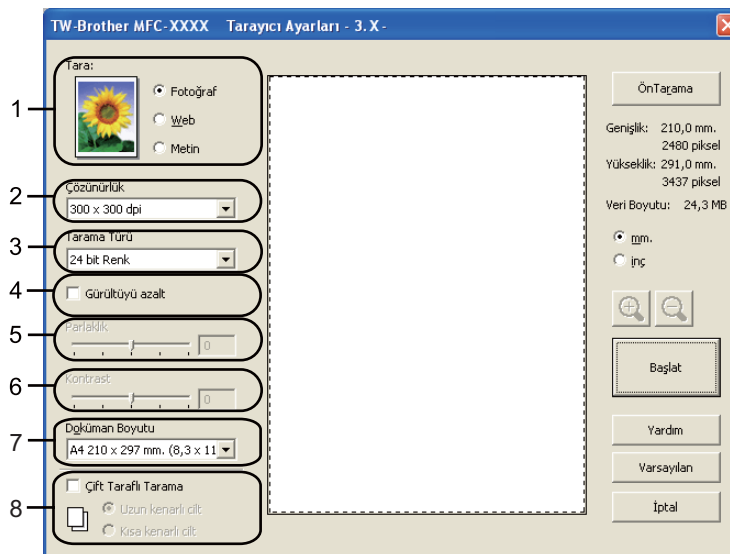 TW-Brother MFC-XXXX Tarayıcı Ayarları - 3.X -
1
Tara:
Fotoğraf
Web
Metin
2
Çözünürlük
300 x 300 dpi
3
Tarama Türü
24 bit Renk
4
Gürültüyü azalt
5
Parlaklık
0
6
Kontrast
0
7
Doküman Boyutu
A4 210 x 297 mm. (8,3 x 11
8
Çift Taraflı Tarama
Uzun kenarlı cilt
Kısa kenarlı cilt
ÖnTarama
Genişlik: 210,0 mm.
2480 piksel
Yükseklik: 291,0 mm.
3437 piksel
Veri Boyutu: 24,3 MB
mm.
inç
Başlat
Yardım
Varsayılan
İptal